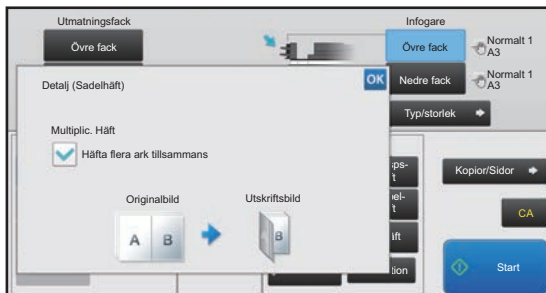 Utmatningsfack
Infogare
Övre fack
Övre fack
Normalt 1
A3
Nedre fack
Normalt 1
A3
Detalj (Sadelhäft)
OK
Typ/storlek
Multiplic. Häft
Häfta flera ark tillsammans
Kopior/Sidor
Originalbild
Utskriftsbild
A B
B
CA
Start